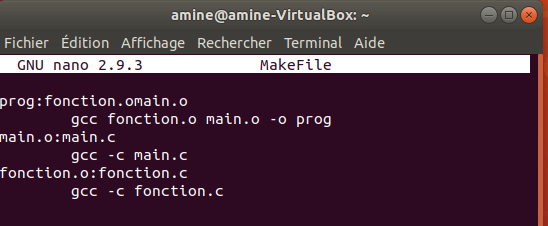 amine@amine-VirtualBox: ~
Fichier Édition Affichage Rechercher Terminal Aide
GNU nano 2.9.3 MakeFile
prog:fonction.omain.o
gcc fonction.o main.o -o prog
main.o:main.c
gcc -c main.c
fonction.o:fonction.c
gcc -c fonction.c